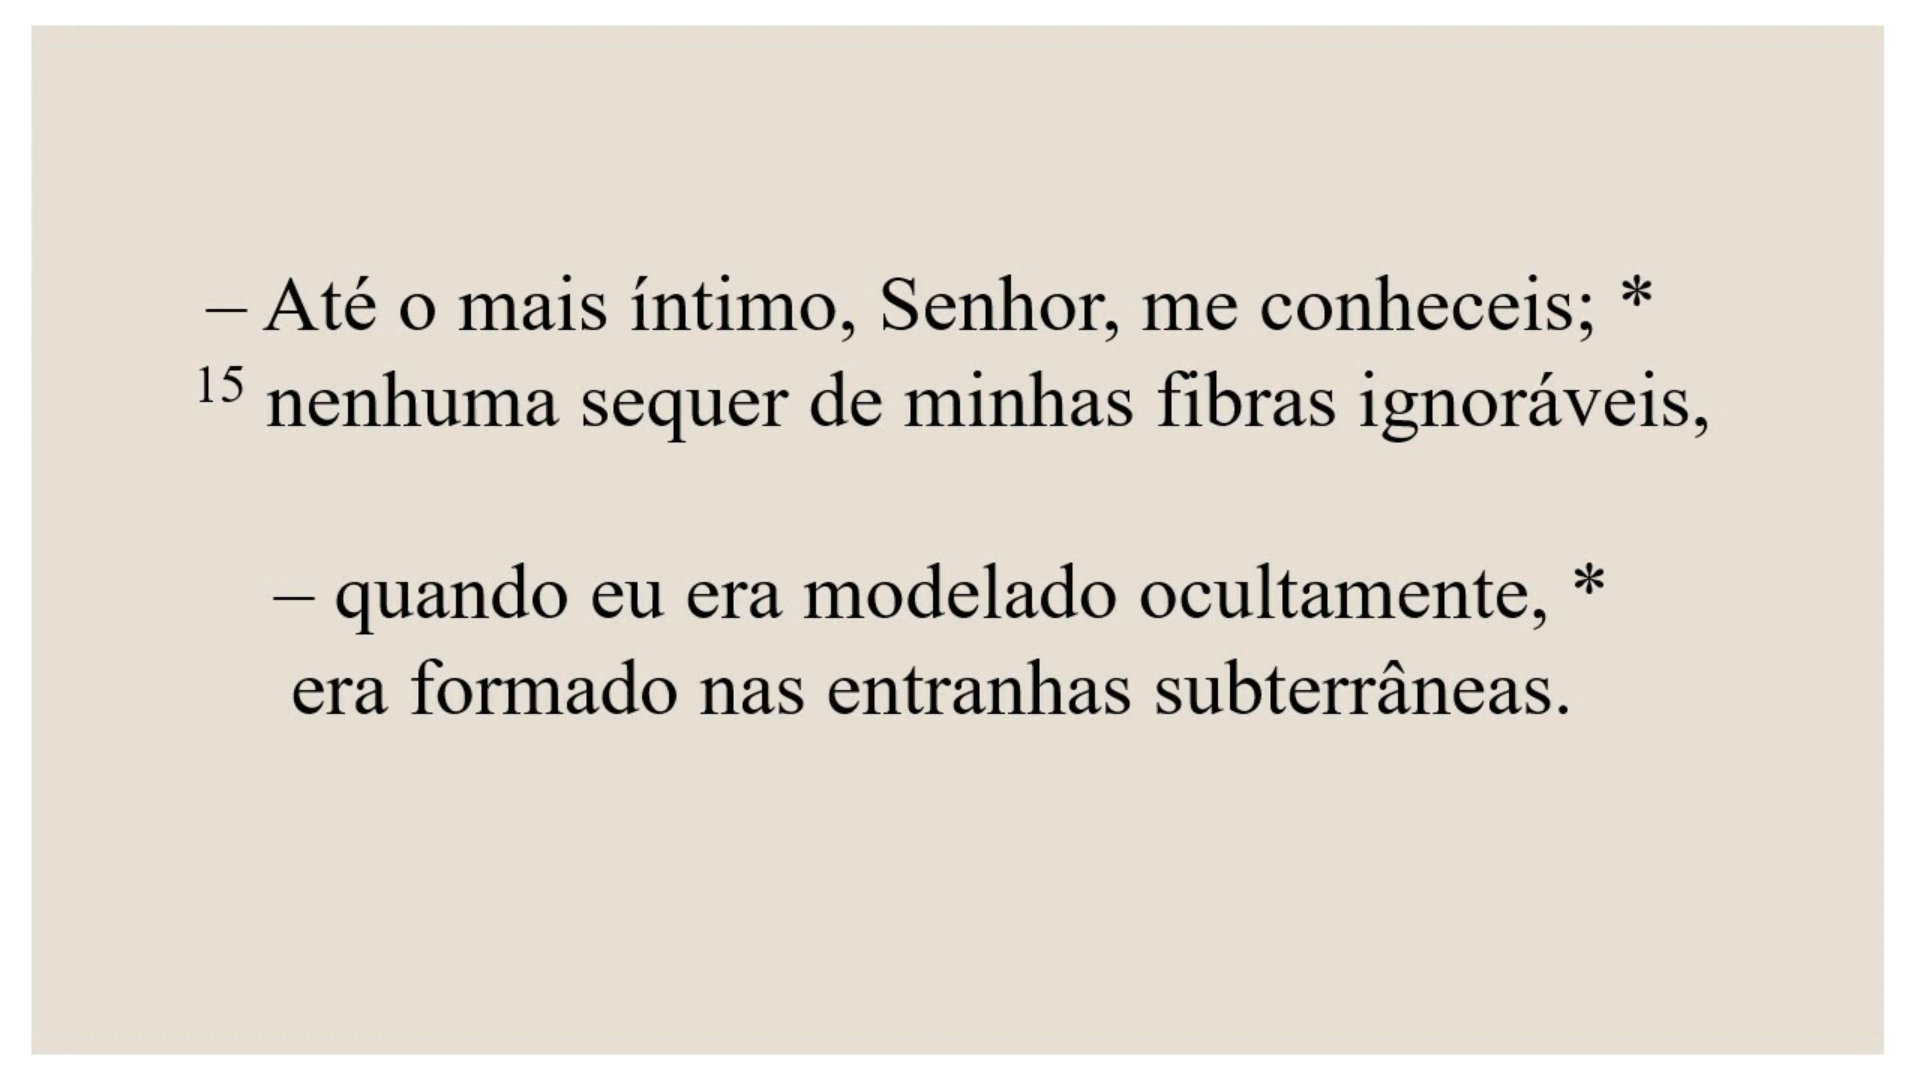 – Até o mais íntimo, Senhor, me conheceis; *
15 nenhuma sequer de minhas fibras ignoráveis,
– quando eu era modelado ocultamente, *
era formado nas entranhas subterrâneas.